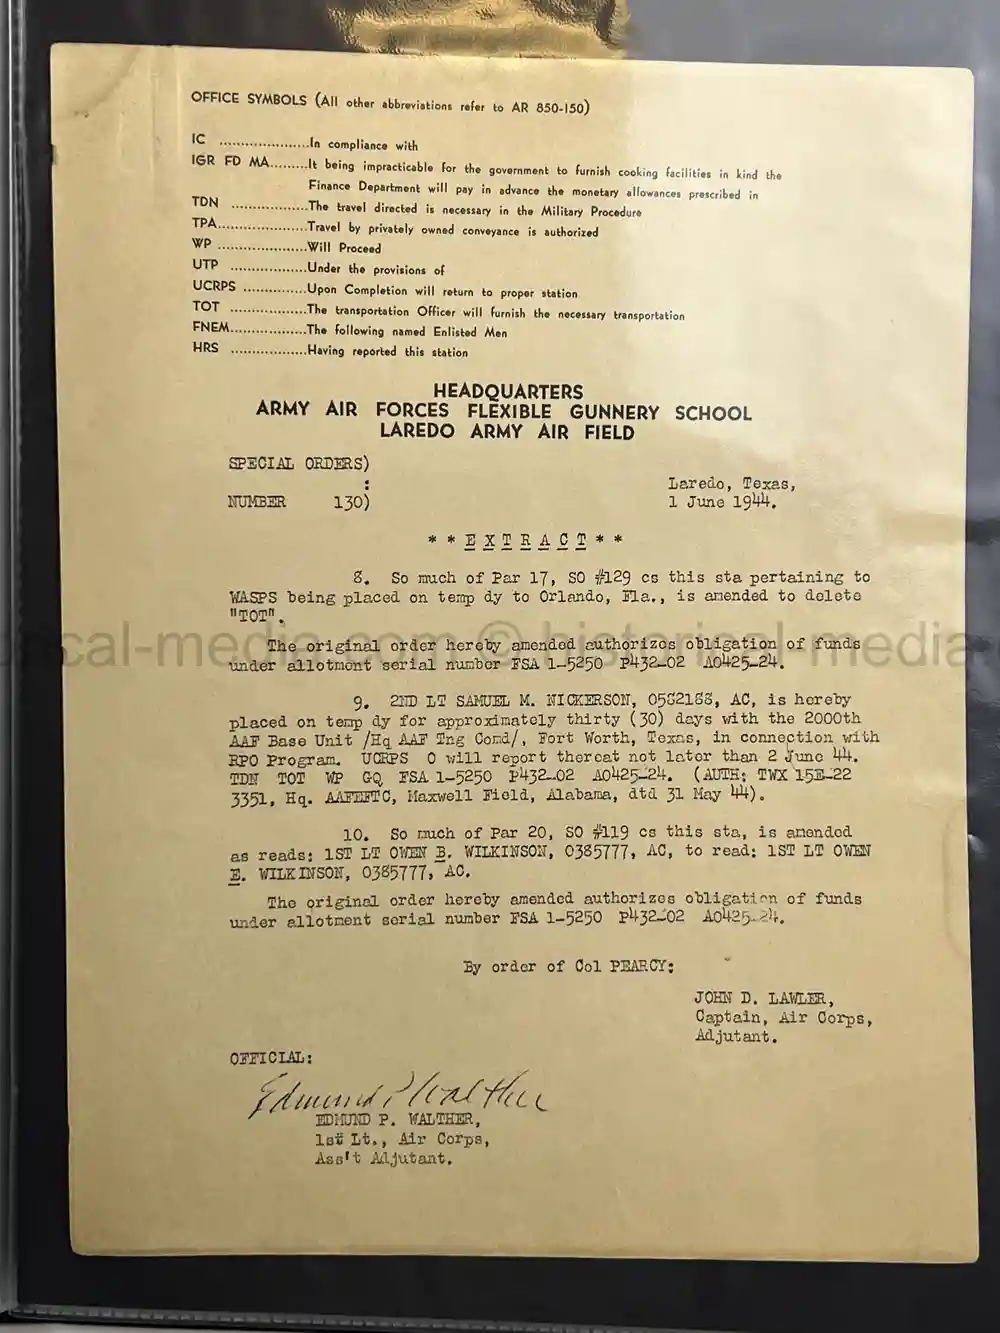 OFFICE SYMBOLS (All other abbreviations refer to AR 850-150)
IC .....................In compliance with
IGR FD MA.........It being impracticable for the government to furnish cooking facilities in kind the
Finance Department will pay in advance the monetary allowances prescribed in
TDN ..................The travel directed is necessary in the Military Procedure
TPA.....................Travel by privately owned conveyance is authorized
WP .....................Will Proceed
UTP ..................Under the provisions of
UCRPS ...............Upon Completion will return to proper station
TOT ..................The transportation Officer will furnish the necessary transportation
FNEM..................The following named Enlisted Men
HRS ..................Having reported this station
HEADQUARTERS
ARMY AIR FORCES FLEXIBLE GUNNERY SCHOOL
LAREDO ARMY AIR FIELD
SPECIAL ORDERS)
:
NUMBER 130)
Laredo, Texas,
1 June 1944.
* * E X T R A C T * *
8. So much of Par 17, SO #129 cs this sta pertaining to
WASPS being placed on temp dy to Orlando, Fla., is amended to delete
"TOT".
The original order hereby amended authorizes obligation of funds
under allotment serial number FSA 1-5250 P432-02 A0425-24.
9. 2ND LT SAMUEL M. NICKERSON, 0582188, AC, is hereby
placed on temp dy for approximately thirty (30) days with the 2000th
AAF Base Unit /Hq AAF Tng Comd/, Fort Worth, Texas, in connection with
RPO Program. UCRPS O will report thereat not later than 2 June 44.
TDN TOT WP GQ FSA 1-5250 P432-02 A0425-24. (AUTH: TWX 15E-22
3351, Hq. AAFEFTC, Maxwell Field, Alabama, dtd 31 May 44).
10. So much of Par 20, SO #119 cs this sta, is amended
as reads: 1ST LT OWEN B. WILKINSON, 0385777, AC, to read: 1ST LT OWEN
E. WILKINSON, 0385777, AC.
The original order hereby amended authorizes obligation of funds
under allotment serial number FSA 1-5250 P432-02 A0425-24.
By order of Col PEARCY:
JOHN D. LAWLER,
Captain, Air Corps,
Adjutant.
OFFICIAL:
Edmund P Walther
EDMUND P. WALTHER,
1st Lt., Air Corps,
Ass't Adjutant.
cal-media.com © historical-media.